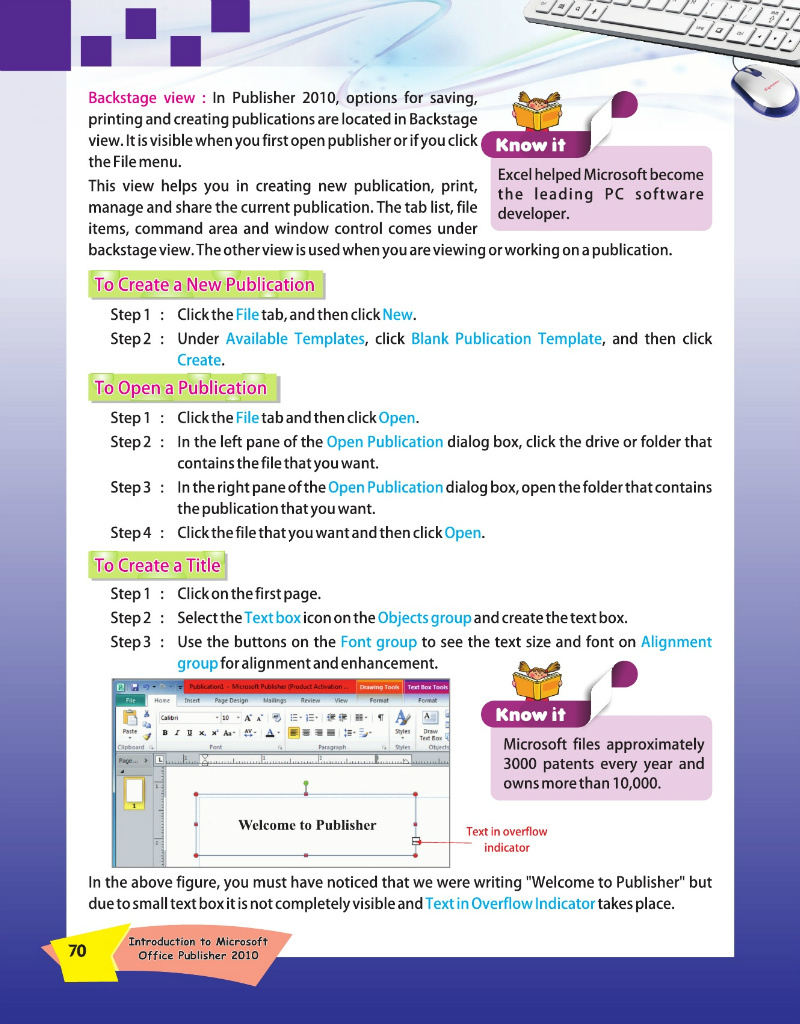 Backstage view : In Publisher 2010, options for saving,
printing and creating publications are located in Backstage
view. It is visible when you first open publisher or if you click
the File menu.
This view helps you in creating new publication, print,
manage and share the current publication. The tab list, file
items, command area and window control comes under
backstage view. The other view is used when you are viewing or working on a publication.
Know it
Excel helped Microsoft become
the leading PC software
developer.
To Create a New Publication
Step 1 : Click the File tab, and then click New.
Step 2 : Under Available Templates, click Blank Publication Template, and then click
Create.
To Open a Publication
Step 1 : Click the File tab and then click Open.
Step 2 : In the left pane of the Open Publication dialog box, click the drive or folder that
contains the file that you want.
Step 3 : In the right pane of the Open Publication dialog box, open the folder that contains
the publication that you want.
Step 4 : Click the file that you want and then click Open.
To Create a Title
Step 1 : Click on the first page.
Step 2 : Select the Text box icon on the Objects group and create the text box.
Step 3 : Use the buttons on the Font group to see the text size and font on Alignment
group for alignment and enhancement.
Publication1 - Microsoft Publisher (Product Activation ... Drawing Tools Text Box Tools
File Home Insert Page Design Mailings Review View Format Format
Calibri 10
Paste
B I U
Styles
Draw
Text Box
Clipboard Font Paragraph Styles Objects
Page...
1
Welcome to Publisher
Text in overflow
indicator
Know it
Microsoft files approximately
3000 patents every year and
owns more than 10,000.
In the above figure, you must have noticed that we were writing "Welcome to Publisher" but
due to small text box it is not completely visible and Text in Overflow Indicator takes place.
70
Introduction to Microsoft
Office Publisher 2010